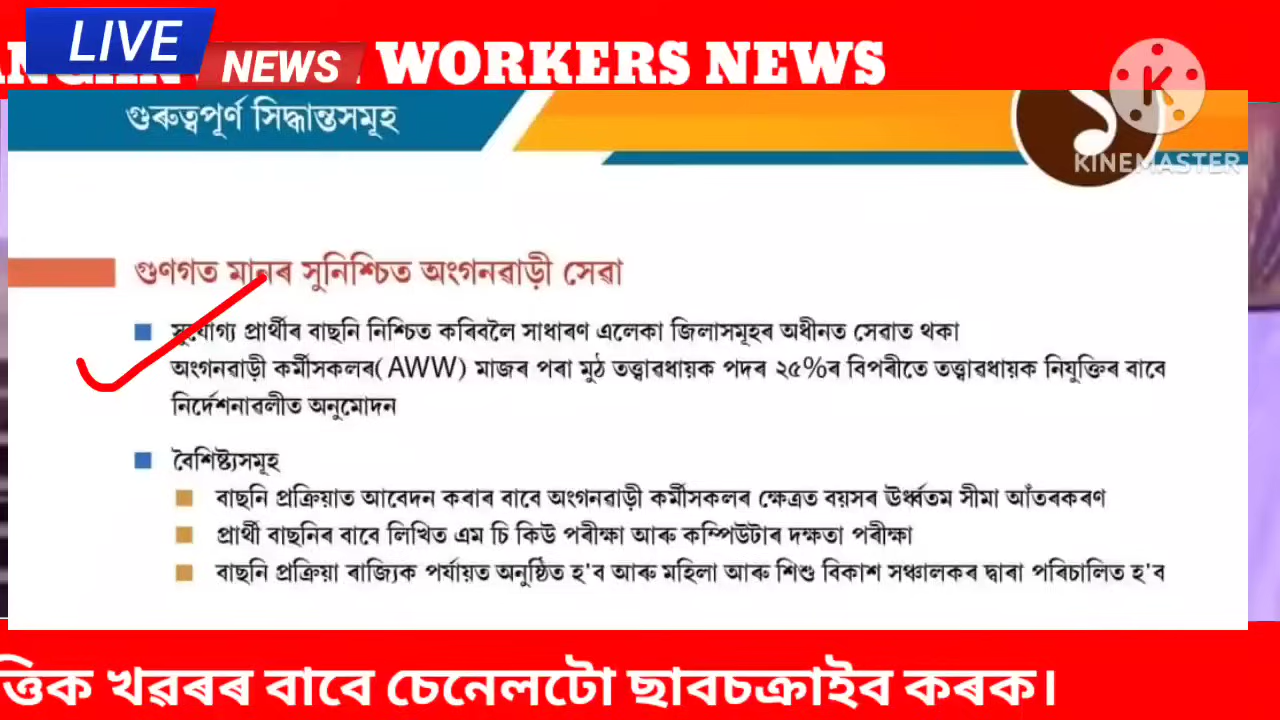 LIVE
NEWS WORKERS NEWS
KINEMASTER
গুৰুত্বপূৰ্ণ সিদ্ধান্তসমূহ
গুণগত মানৰ সুনিশ্চিত অংগনৱাড়ী সেৱা
সুযোগ্য প্ৰাৰ্থীৰ বাছনি নিশ্চিত কৰিবলৈ সাধাৰণ এলেকা জিলাসমূহৰ অধীনত সেৱাত থকা
অংগনৱাড়ী কৰ্মীসকলৰ( AWW) মাজৰ পৰা মুঠ তত্ত্বাৱধায়ক পদৰ ২৫%ৰ বিপৰীতে তত্ত্বাৱধায়ক নিযুক্তিৰ বাবে
নিৰ্দেশনাৱলীত অনুমোদন
বৈশিষ্ট্যসমূহ
বাছনি প্ৰক্ৰিয়াত আবেদন কৰাৰ বাবে অংগনৱাড়ী কৰ্মীসকলৰ ক্ষেত্ৰত বয়সৰ ঊৰ্ধ্বতম সীমা আঁতৰকৰণ
প্ৰাৰ্থী বাছনিৰ বাবে লিখিত এম চি কিউ পৰীক্ষা আৰু কম্পিউটাৰ দক্ষতা পৰীক্ষা
বাছনি প্ৰক্ৰিয়া ৰাজ্যিক পৰ্যায়ত অনুষ্ঠিত হ'ব আৰু মহিলা আৰু শিশু বিকাশ সঞ্চালকৰ দ্বাৰা পৰিচালিত হ'ব
খৱৰৰ বাবে চেনেলটো ছাবচক্ৰাইব কৰক।